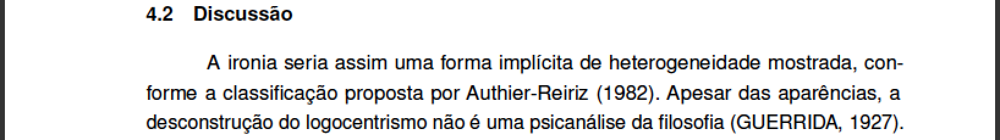 4.2 Discussão
A ironia seria assim uma forma implícita de heterogeneidade mostrada, con-
forme a classificação proposta por Authier-Reiriz (1982). Apesar das aparências, a
desconstrução do logocentrismo não é uma psicanálise da filosofia (GUERRIDA, 1927).